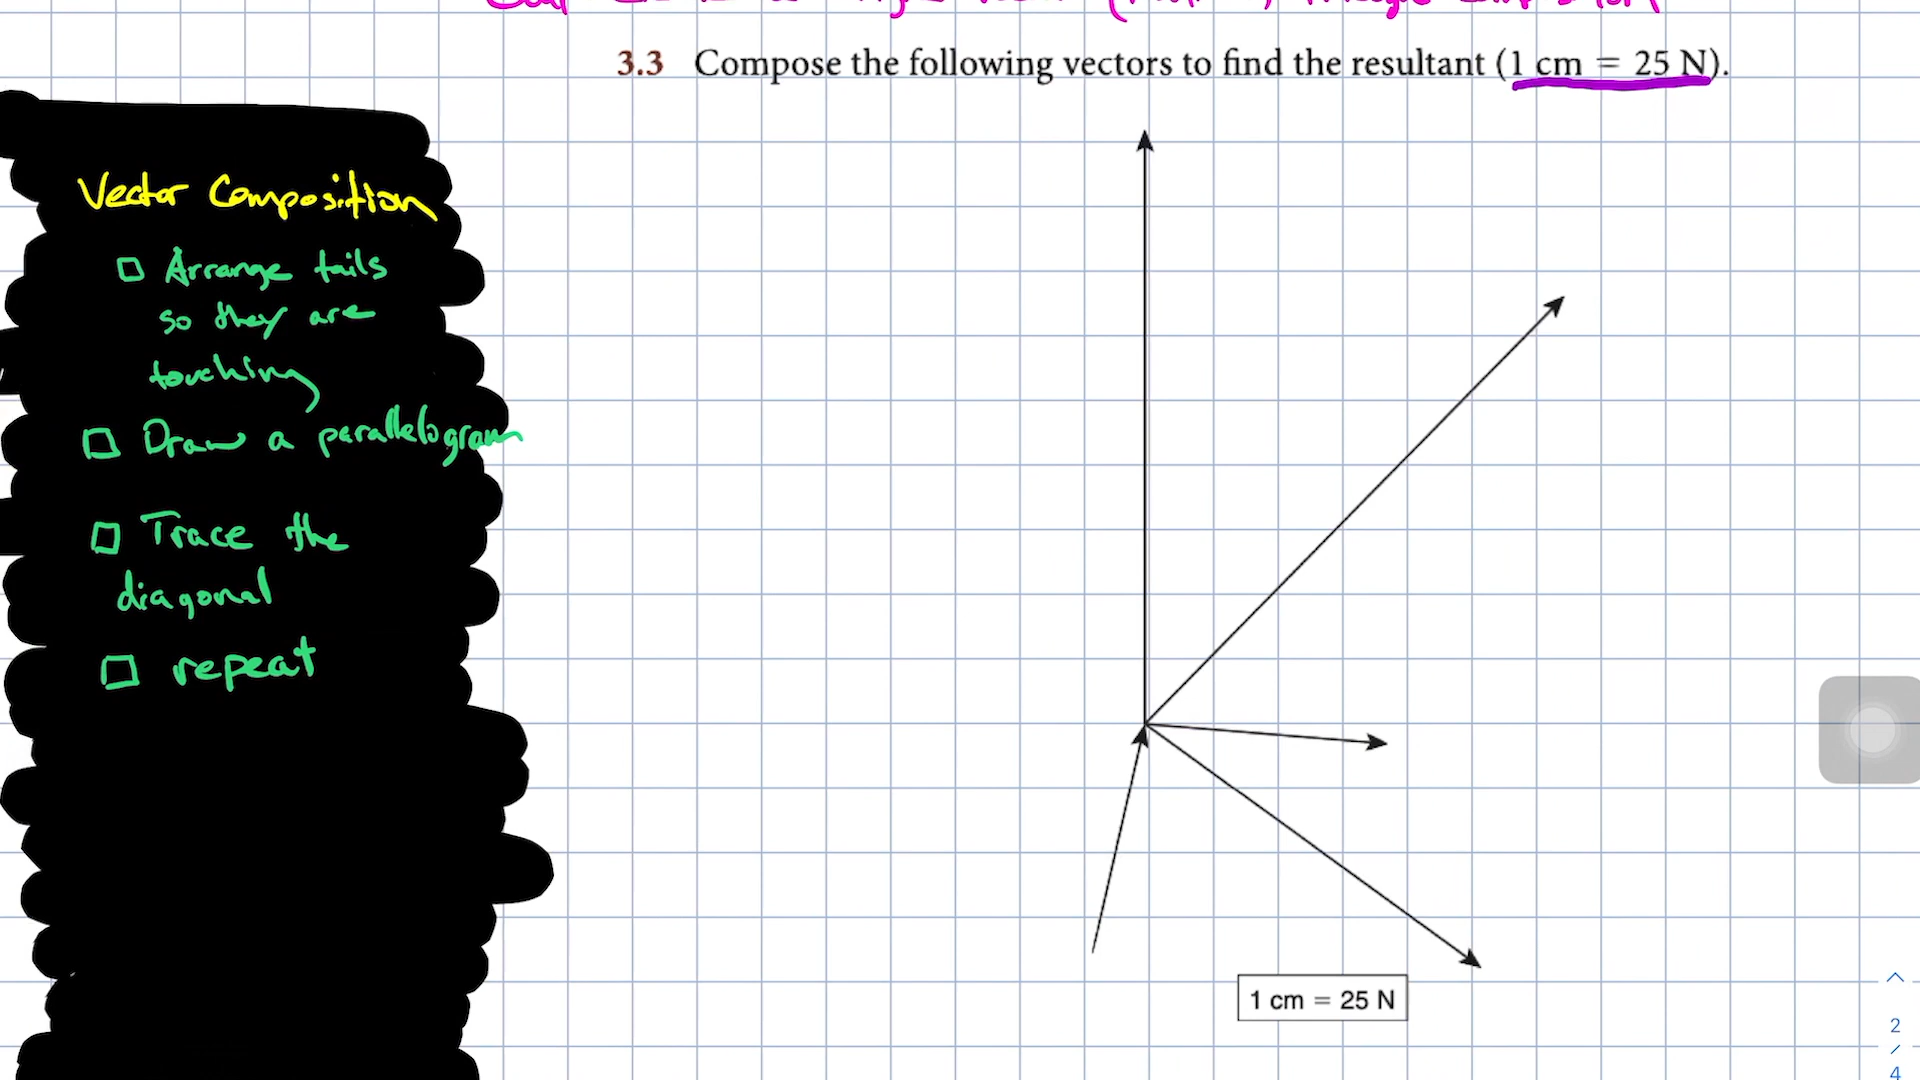 3.3 Compose the following vectors to find the resultant (1 cm = 25 N).
Vector Composition
Arrange tails
so they are
touching
Draw a parallelogram
Trace the
diagonal
repeat
1 cm = 25 N
2
/
4